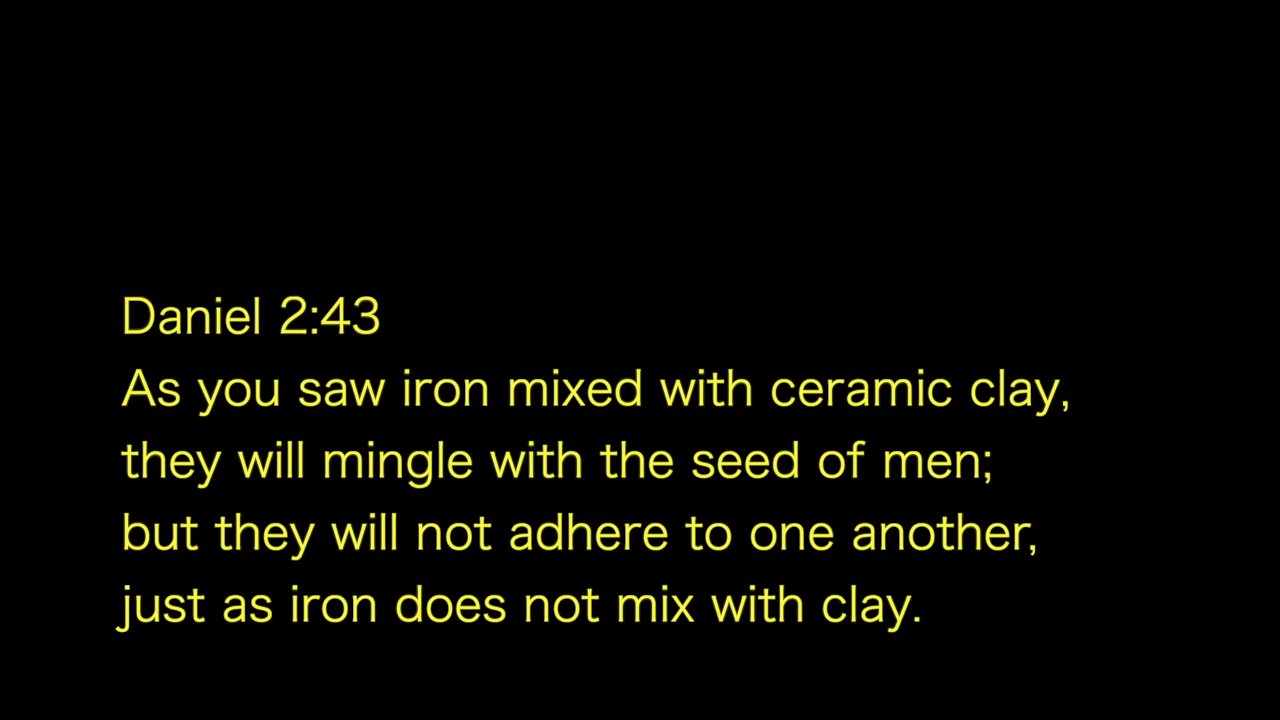 Daniel 2:43
As you saw iron mixed with ceramic clay,
they will mingle with the seed of men;
but they will not adhere to one another,
just as iron does not mix with clay.